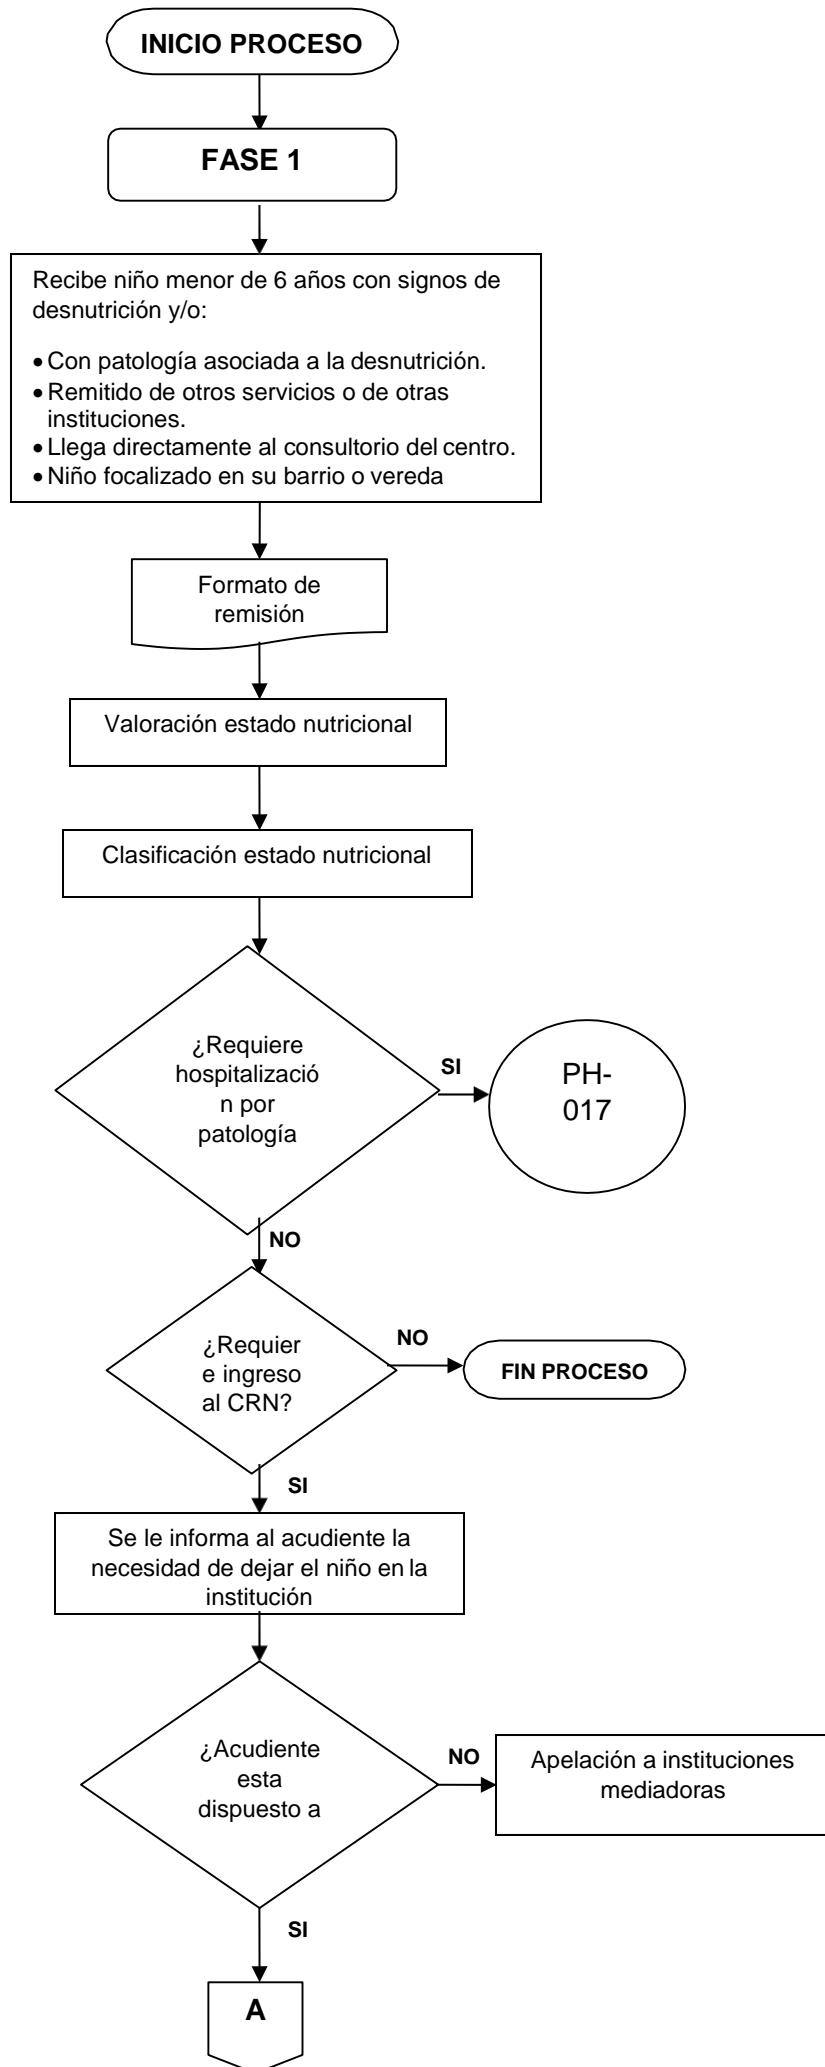 INICIO PROCESO
FASE 1
Recibe niño menor de 6 años con signos de
desnutrición y/o:
• Con patología asociada a la desnutrición.
• Remitido de otros servicios o de otras
instituciones.
• Llega directamente al consultorio del centro.
• Niño focalizado en su barrio o vereda
Formato de
remisión
Valoración estado nutricional
Clasificación estado nutricional
¿Requiere
hospitalizació
n por
patología
SI
PH-
017
NO
¿Requier
e ingreso
al CRN?
NO
FIN PROCESO
SI
Se le informa al acudiente la
necesidad de dejar el niño en la
institución
¿Acudiente
esta
dispuesto a
NO
Apelación a instituciones
mediadoras
SI
A